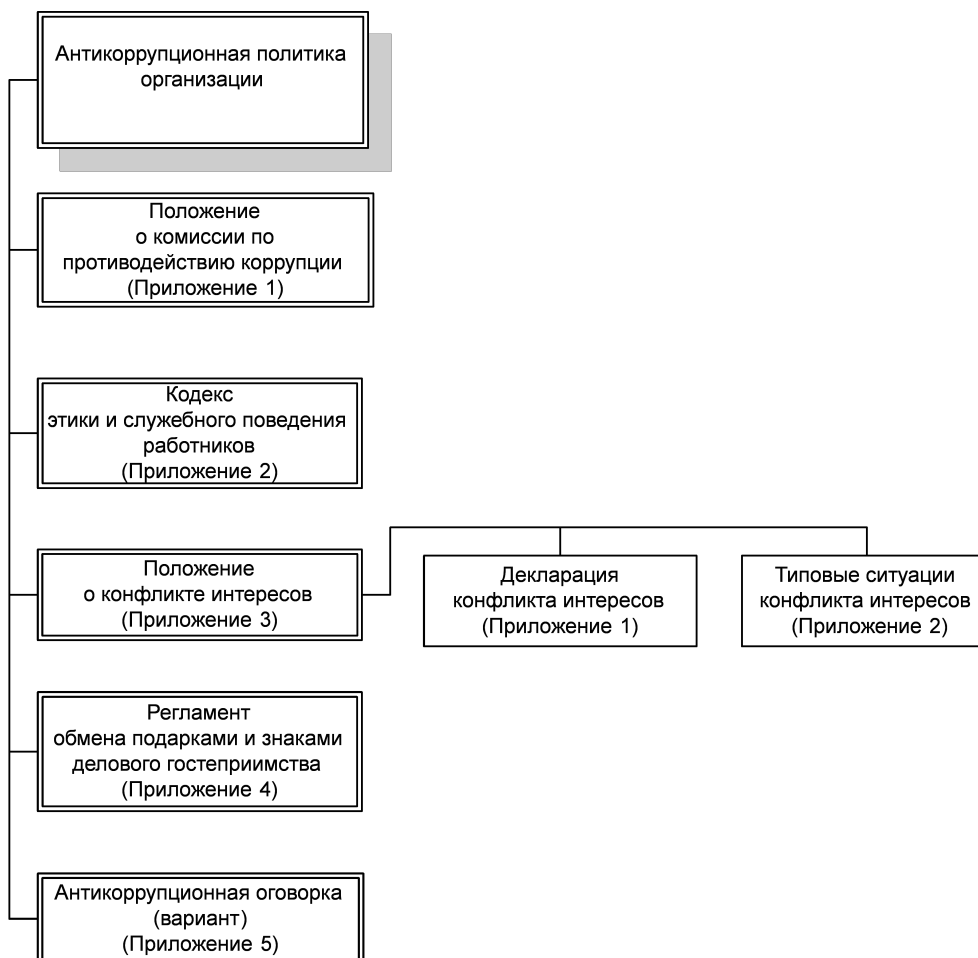 Антикоррупционная политика
организации
Положение
о комиссии по
противодействию коррупции
(Приложение 1)
Кодекс
этики и служебного поведения
работников
(Приложение 2)
Положение
о конфликте интересов
(Приложение 3)
Декларация
конфликта интересов
(Приложение 1)
Типовые ситуации
конфликта интересов
(Приложение 2)
Регламент
обмена подарками и знаками
делового гостеприимства
(Приложение 4)
Антикоррупционная оговорка
(вариант)
(Приложение 5)